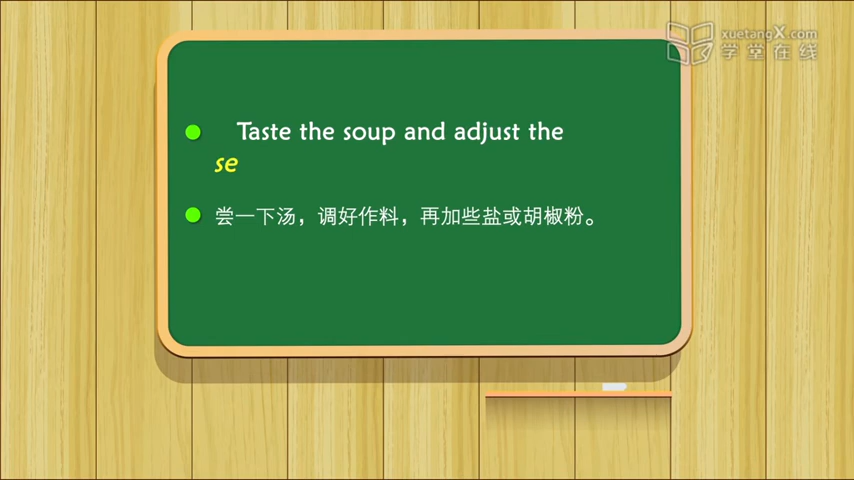 xuetangX.com
学堂在线
Taste the soup and adjust the
se
尝一下汤，调好作料，再加些盐或胡椒粉。